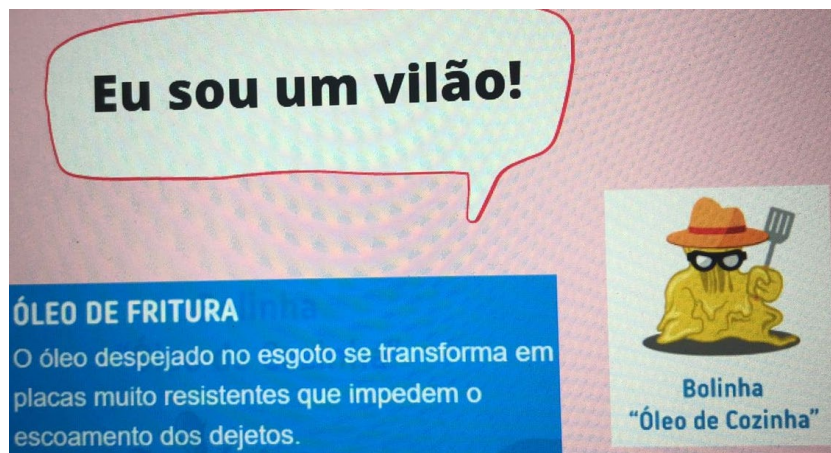 Eu sou um vilão!
ÓLEO DE FRITURA
O óleo despejado no esgoto se transforma em
placas muito resistentes que impedem o
escoamento dos dejetos.
Bolinha
“Óleo de Cozinha”